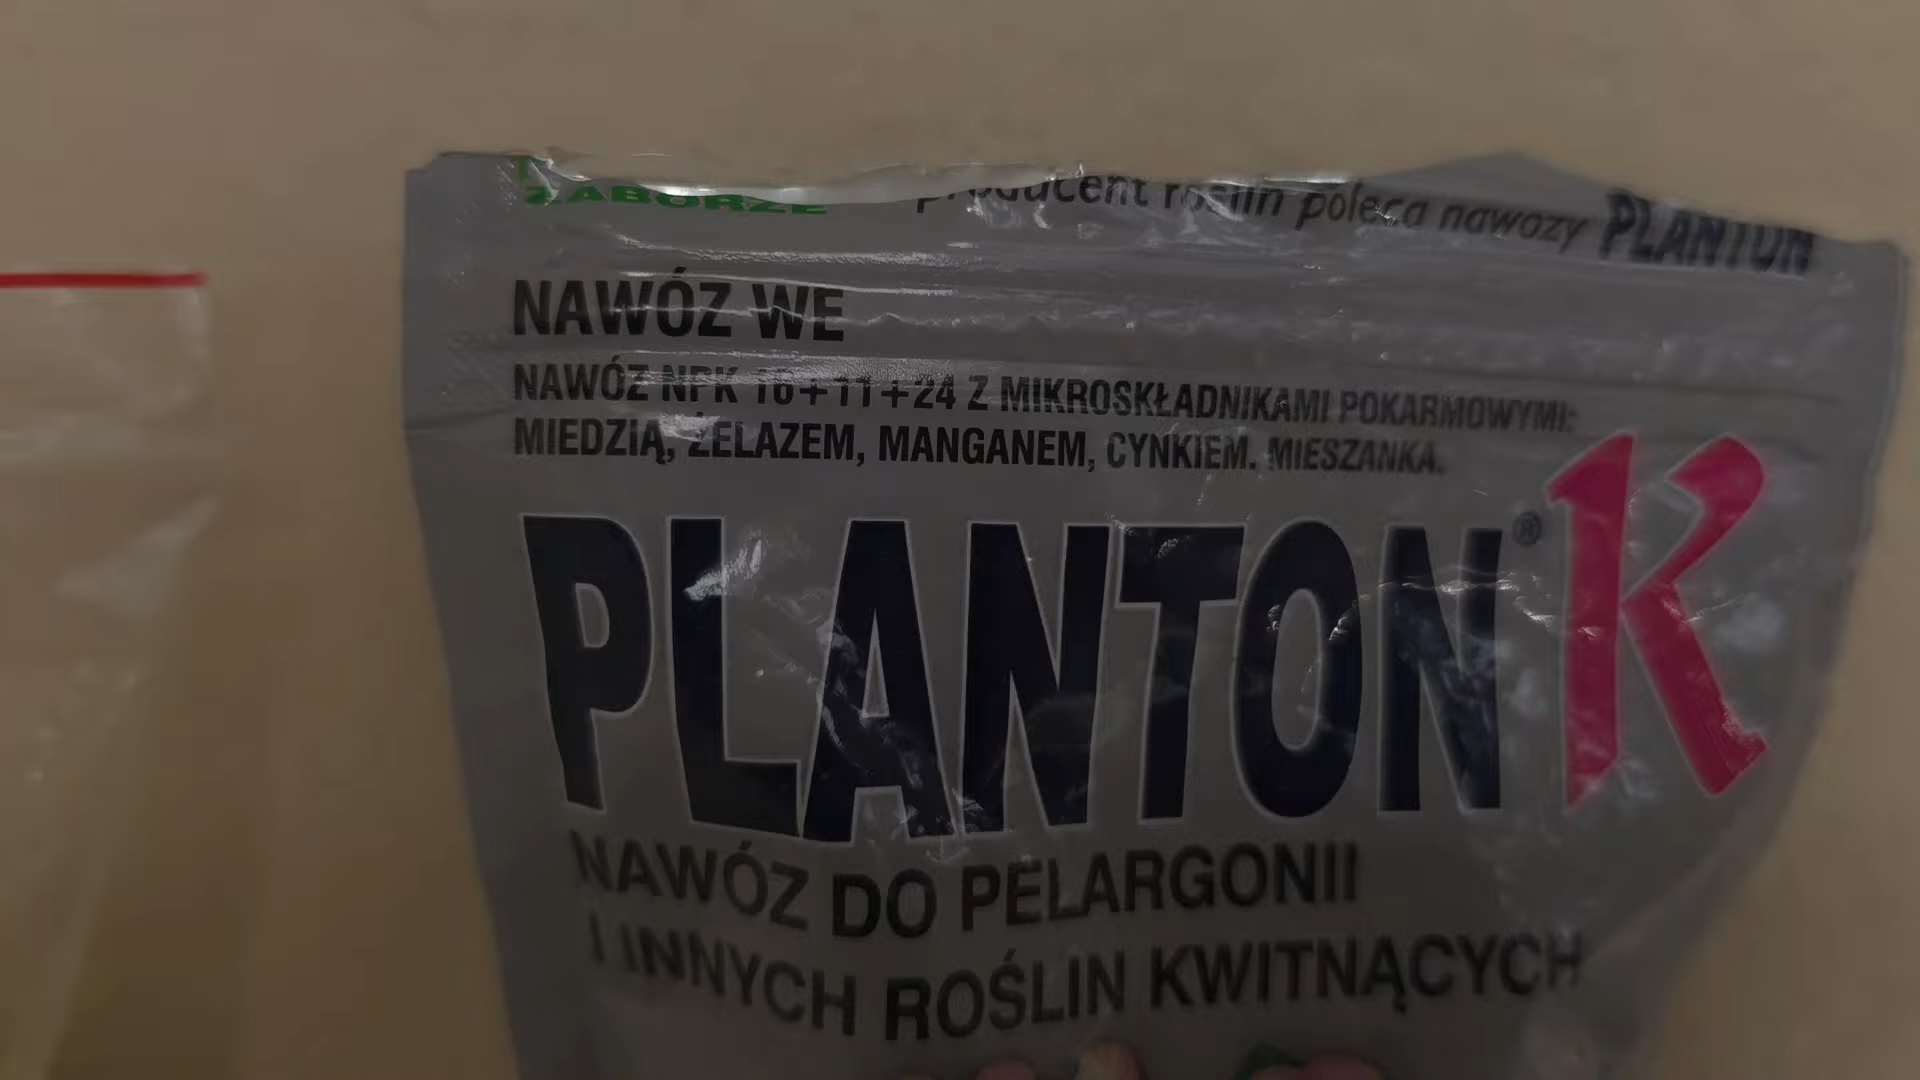 ZABORZE
producent roślin poleca nawozy PLANTON
NAWÓZ WE
NAWÓZ NPK 16+11+24 Z MIKROSKŁADNIKAMI POKARMOWYMI:
MIEDZIĄ, ŻELAZEM, MANGANEM, CYNKIEM. MIESZANKA.
PLANTON® K
NAWÓZ DO PELARGONII
I INNYCH ROŚLIN KWITNĄCYCH